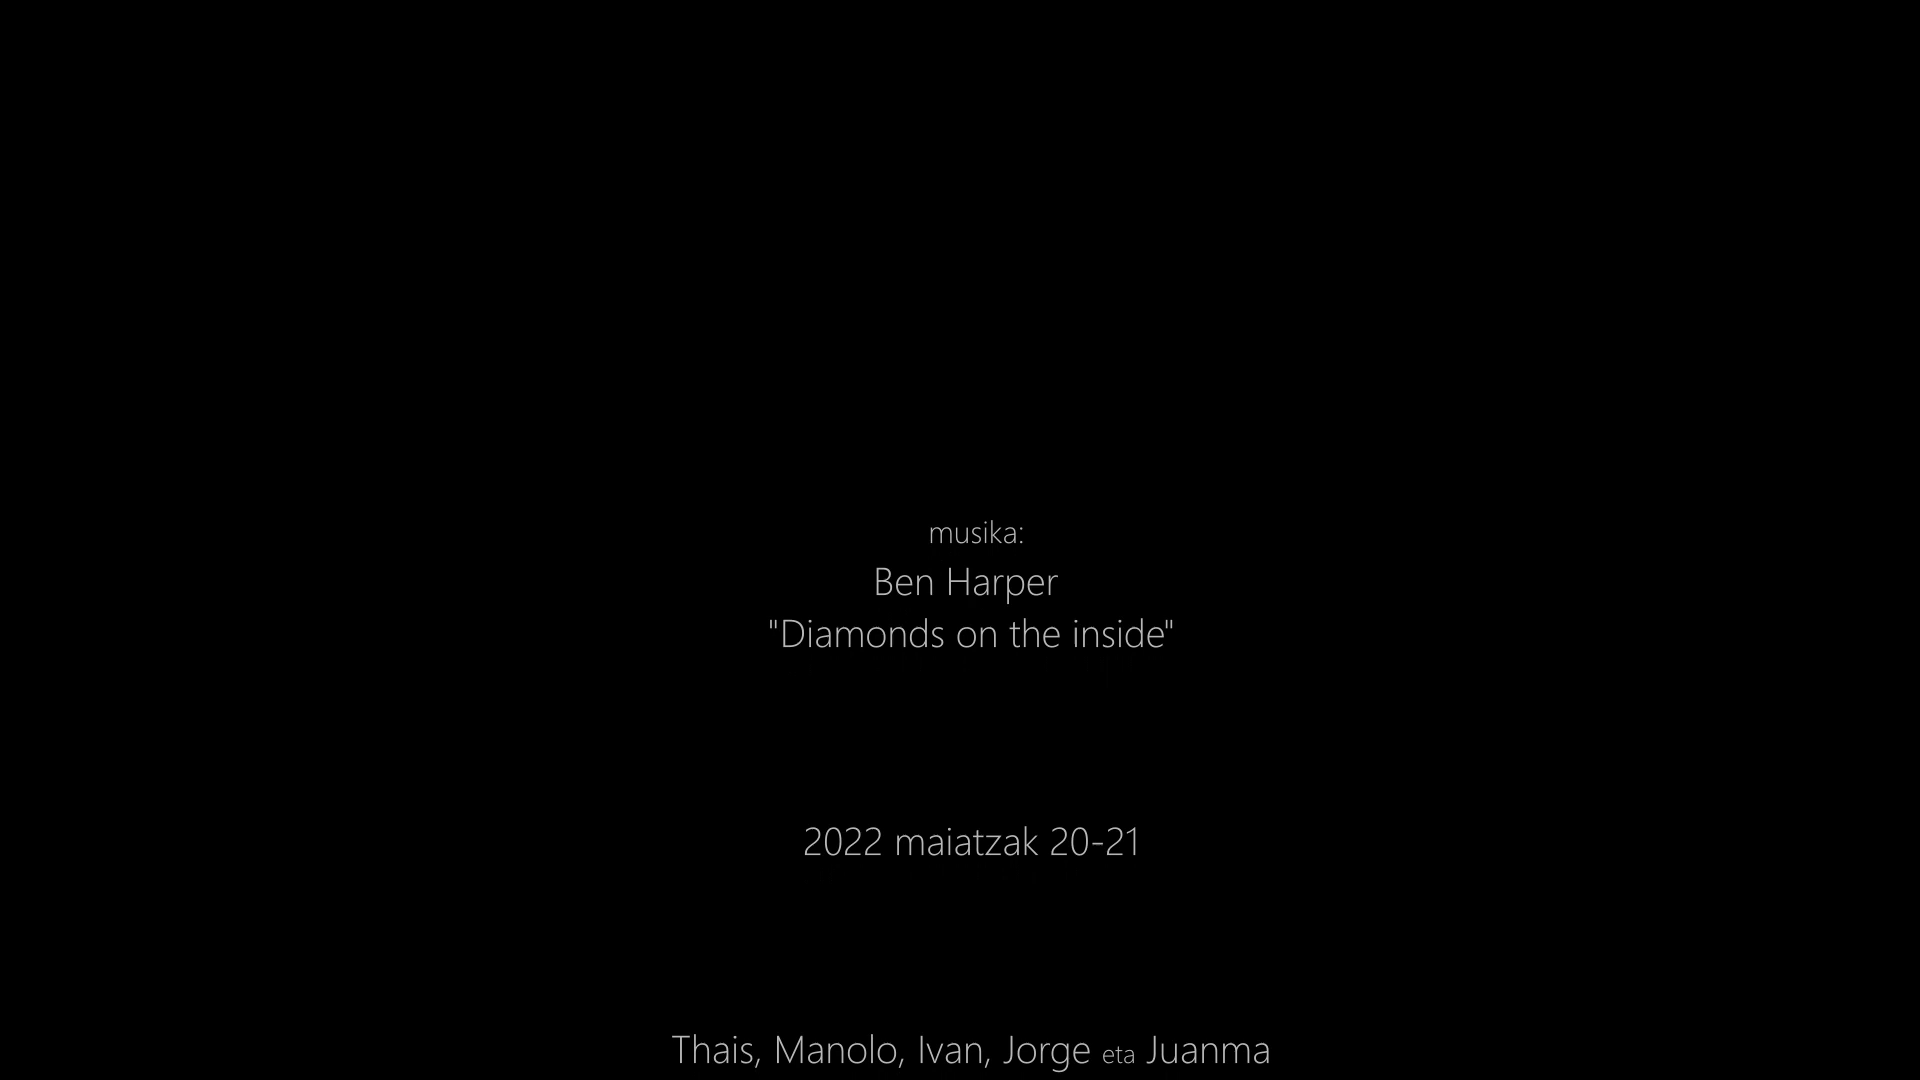 musika:
Ben Harper
"Diamonds on the inside"
2022 maiatzak 20-21
Thais, Manolo, Ivan, Jorge eta Juanma